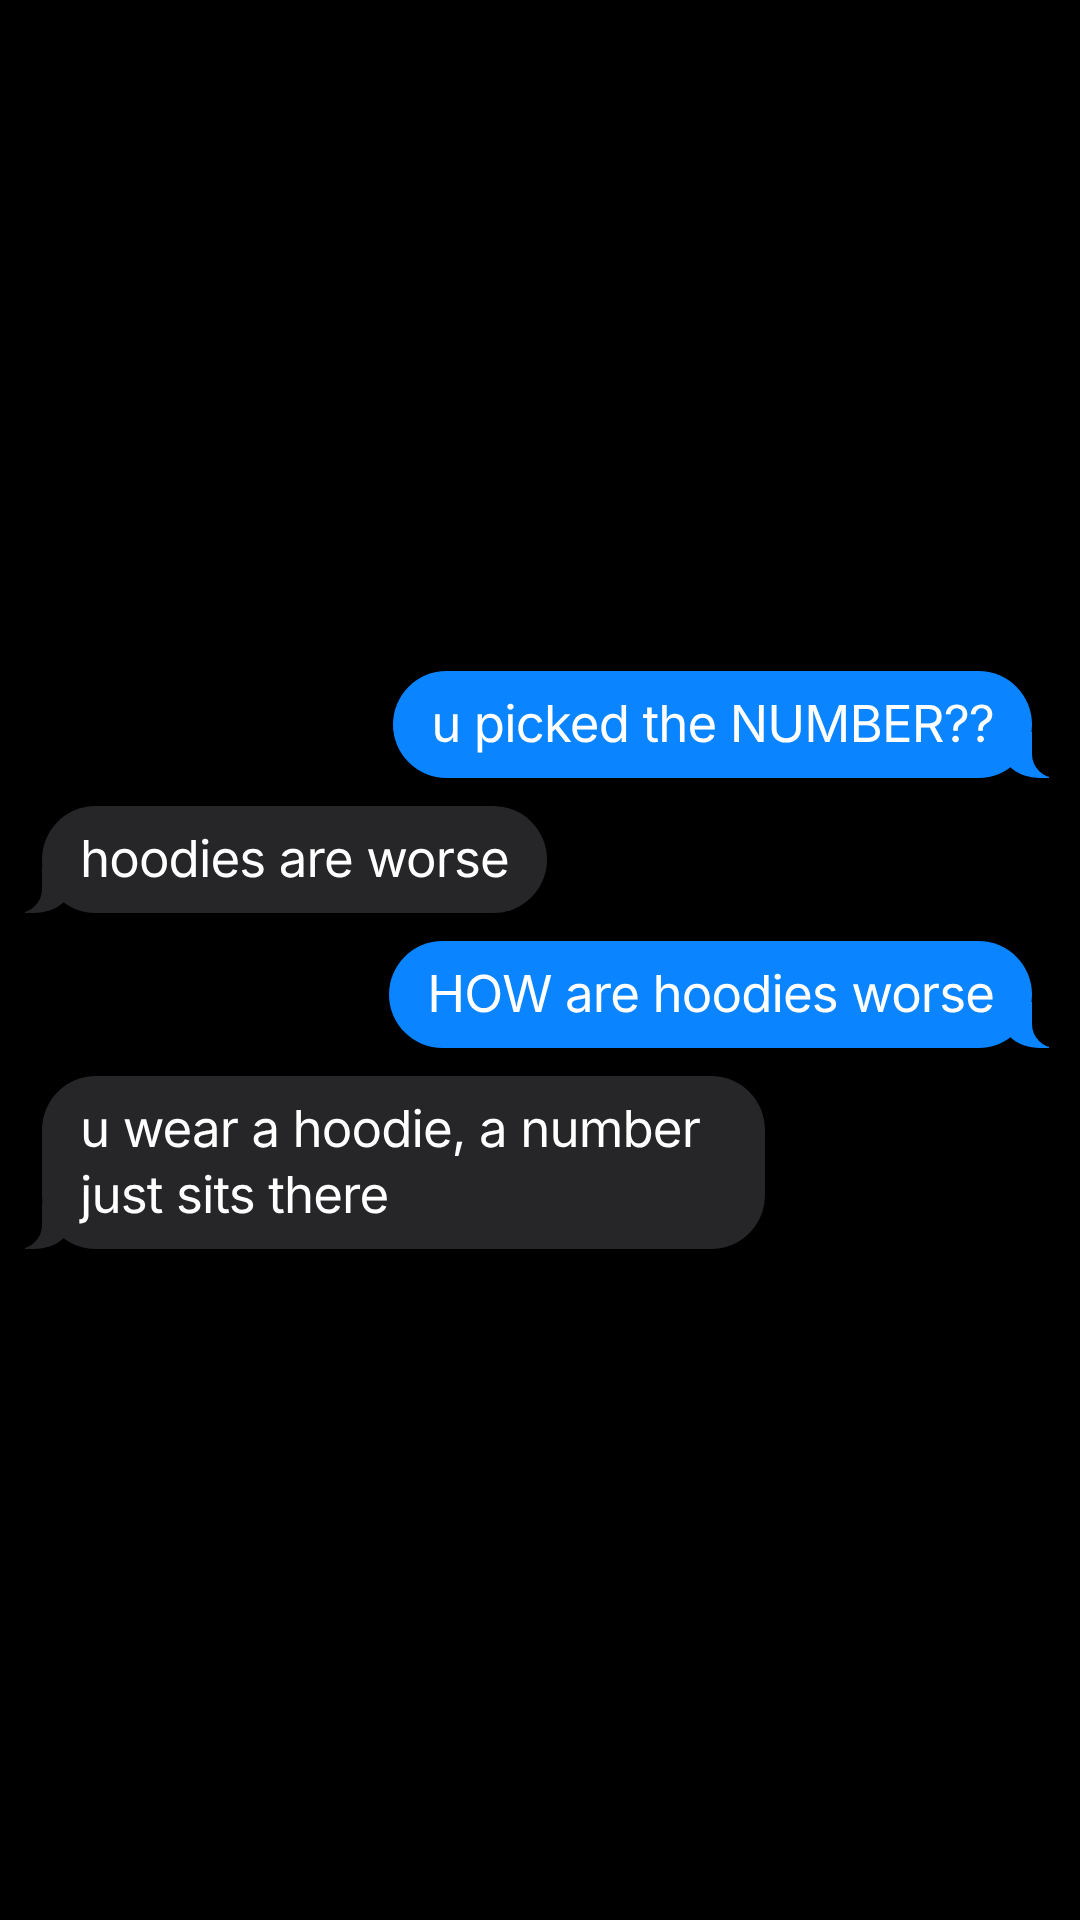 u picked the NUMBER??
hoodies are worse
HOW are hoodies worse
u wear a hoodie, a number
just sits there